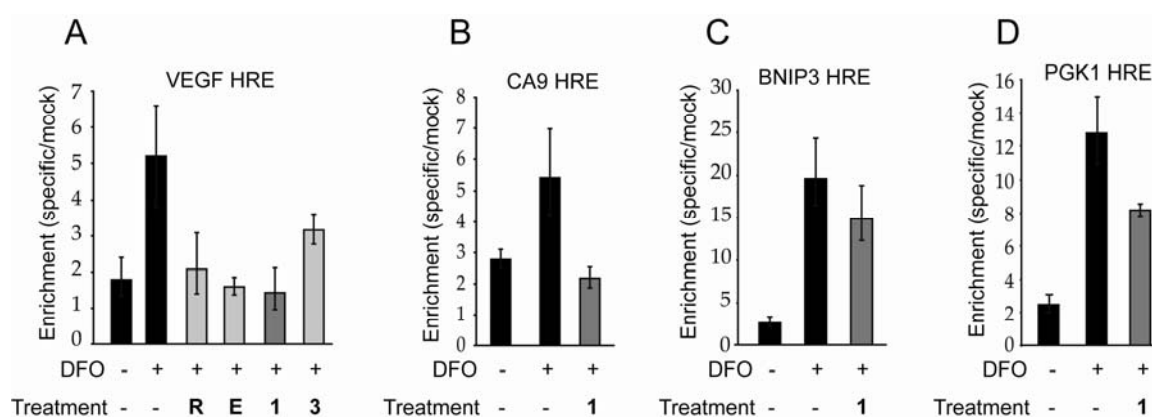 A
VEGF HRE
Enrichment (specific/mock)
7
6
5
4
3
2
1
0
DFO - + + + + +
Treatment - - R E 1 3
B
CA9 HRE
Enrichment (specific/mock)
8
7
6
5
4
3
2
1
0
DFO - + +
Treatment - - 1
C
BNIP3 HRE
Enrichment (specific/mock)
30
25
20
15
10
5
0
DFO - + +
Treatment - - 1
D
PGK1 HRE
Enrichment (specific/mock)
16
14
12
10
8
6
4
2
0
DFO - + +
Treatment - - 1